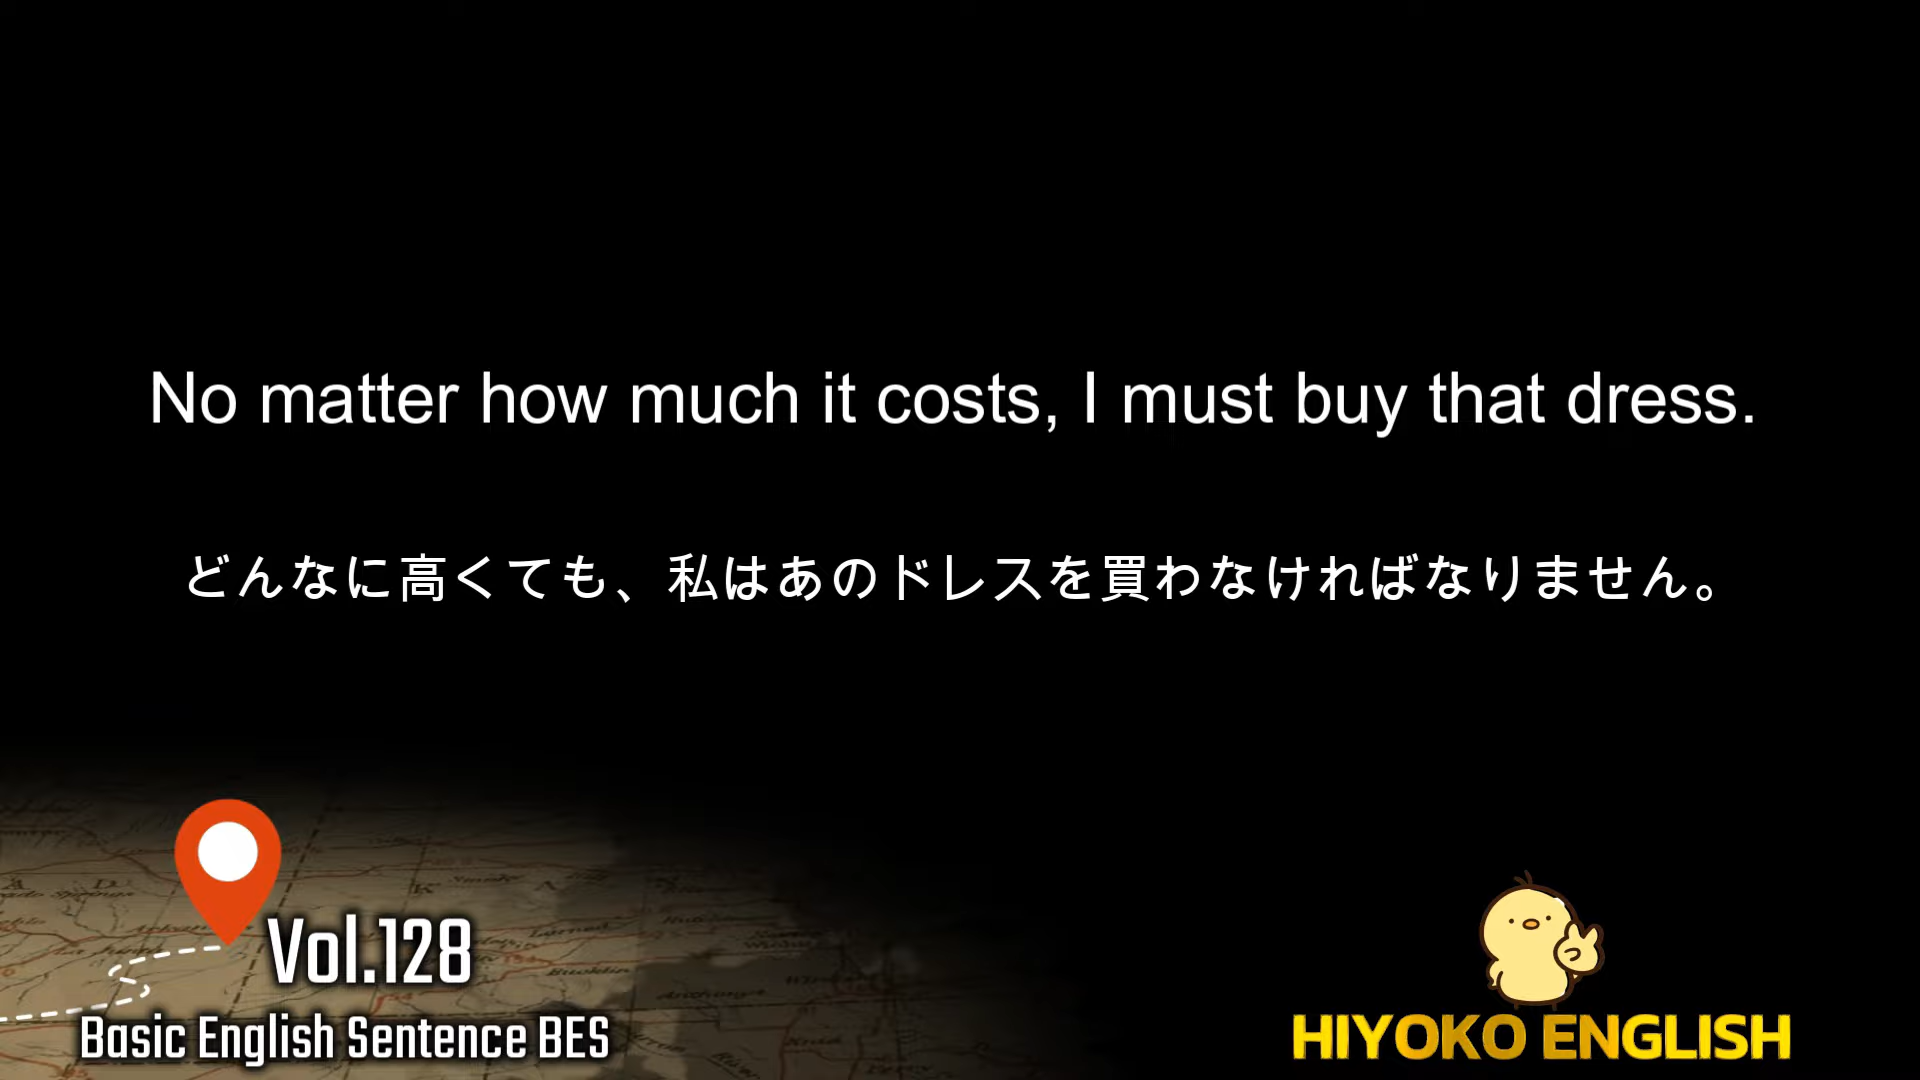 No matter how much it costs, I must buy that dress.
どんなに高くても、私はあのドレスを買わなければなりません。
Vol.128
Basic English Sentence BES
HIYOKO ENGLISH